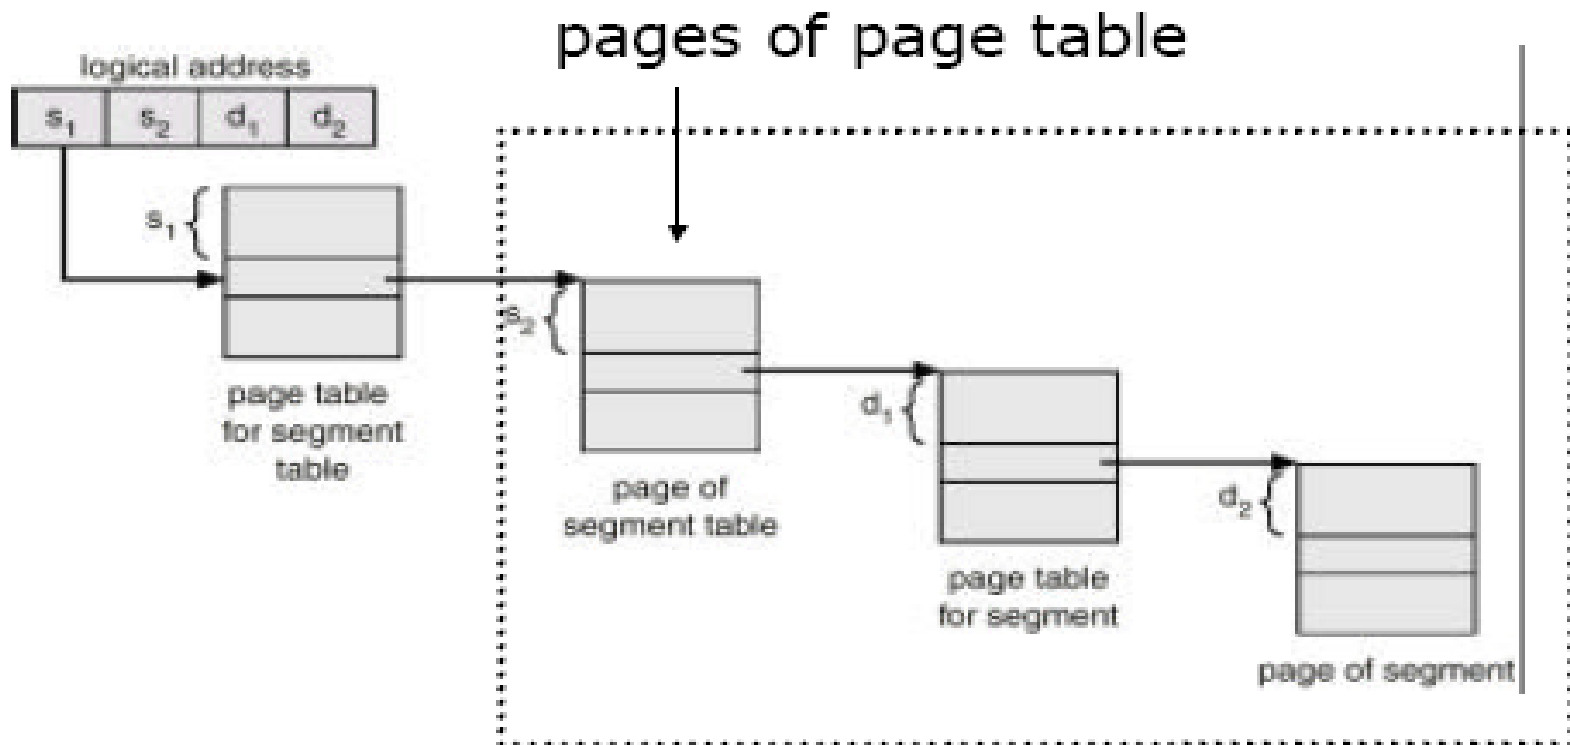 pages of page table
logical address
s₁ s₂ d₁ d₂
s₁
s₂
page table
for segment
table
d₁
page of
segment table
d₂
page table
for segment
page of segment